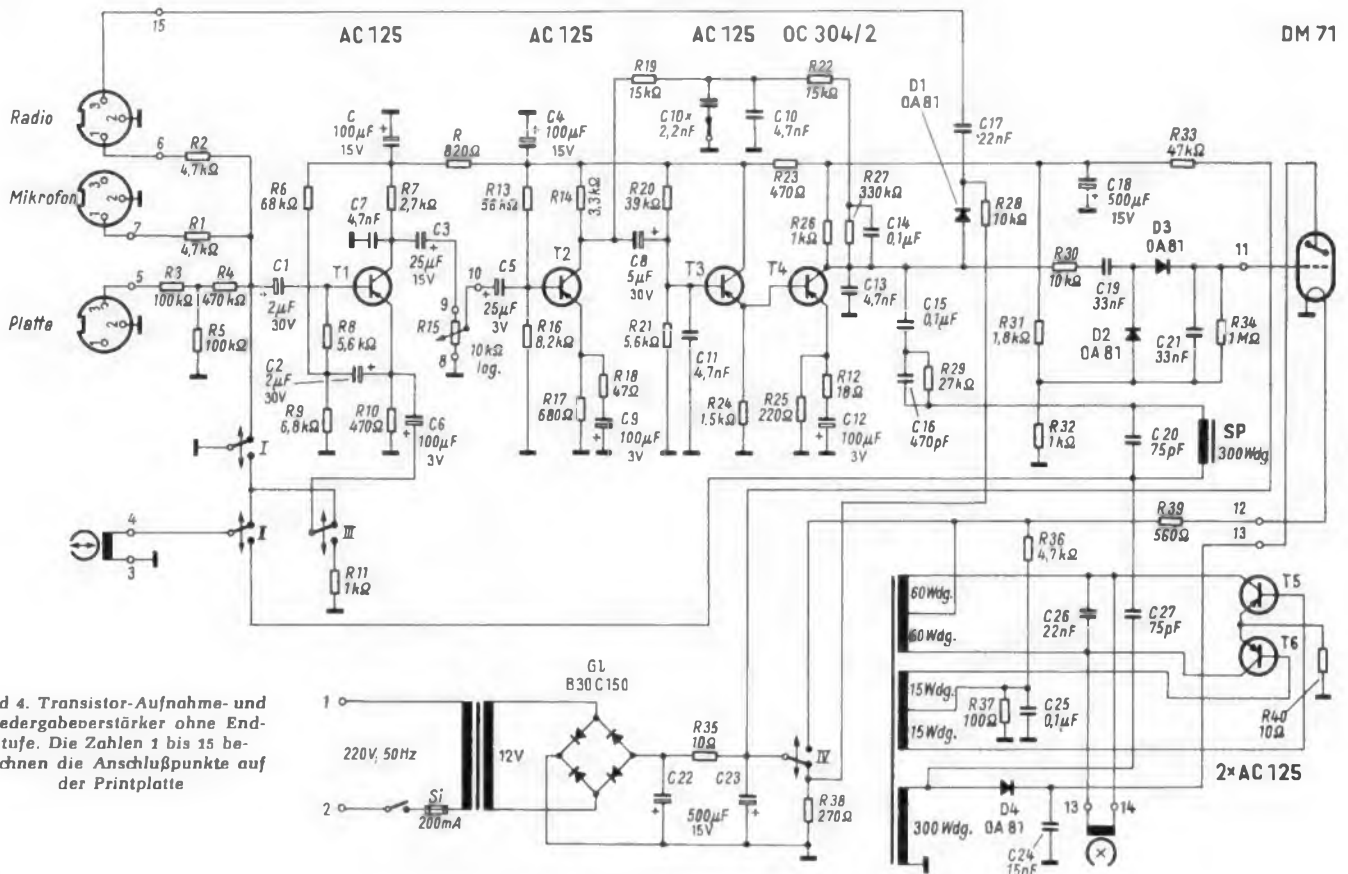 15
AC 125
AC 125
AC 125
OC 304/2
DM 71
Radio
3
2
1
6
R2
4,7kΩ
Mikrofon
3
2
1
7
R1
4,7kΩ
Platte
3
2
1
5
R3
100kΩ
R4
470kΩ
R5
100kΩ
C1
2µF
30V
R6
68kΩ
C
100µF
15V
R7
2,7kΩ
C7
4,7nF
C3
25µF
15V
T1
R8
5,6kΩ
C2
2µF
30V
R9
6,8kΩ
R10
470Ω
C6
100µF
3V
R
820Ω
9
R15
10kΩ
log.
8
10
C5
25µF
3V
C4
100µF
15V
R13
56kΩ
R14
3,3kΩ
T2
R16
8,2kΩ
R17
680Ω
R18
47Ω
C9
100µF
3V
R19
15kΩ
C10x
2,2nF
C10
4,7nF
R22
15kΩ
R20
39kΩ
C8
5µF
30V
R21
5,6kΩ
C11
4,7nF
T3
R23
470Ω
R24
1,5kΩ
T4
R26
1kΩ
R27
330kΩ
C14
0,1µF
C13
4,7nF
R12
18Ω
R25
220Ω
C12
100µF
3V
D1
OA81
C17
22nF
R28
10kΩ
C15
0,1µF
R29
27kΩ
C16
470pF
C18
500µF
15V
R33
47kΩ
R30
10kΩ
C19
33nF
D3
OA81
11
R31
1,8kΩ
D2
OA81
C21
33nF
R34
1MΩ
R32
1kΩ
C20
75pF
SP
300Wdg.
I
II
III
4
3
R11
1kΩ
R39
560Ω
12
13
R36
4,7kΩ
60Wdg.
60Wdg.
C26
22nF
C27
75pF
T5
T6
15Wdg.
15Wdg.
R37
100Ω
C25
0,1µF
R40
10Ω
2×AC 125
300Wdg.
D4
OA81
C24
15nF
13
14
1
220V, 50Hz
2
Si
200mA
12V
Gl
B30C150
R35
10Ω
C22
C23
500µF
15V
IV
R38
270Ω
d 4. Transistor-Aufnahme- und
edergabeverstärker ohne End-
tufe. Die Zahlen 1 bis 15 be-
chnen die Anschlußpunkte auf
der Printplatte